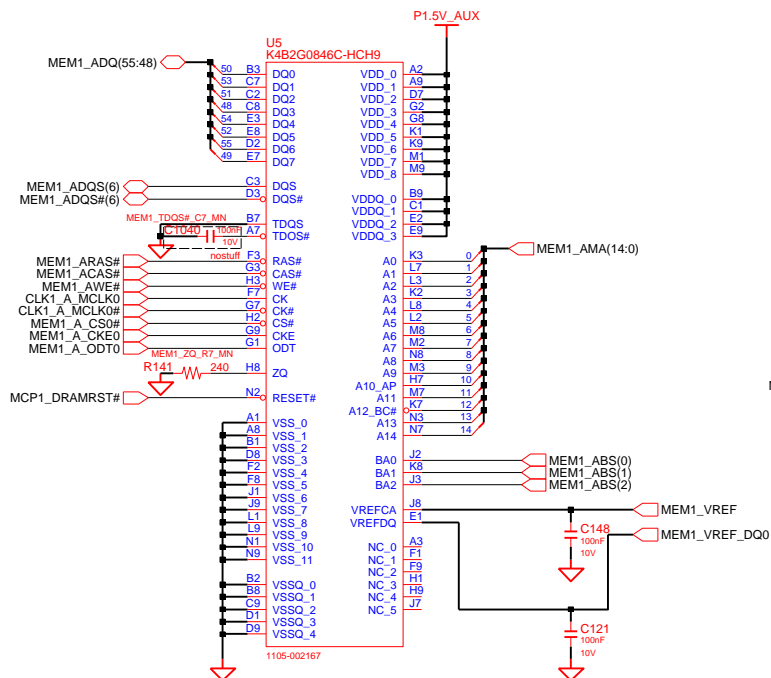 P1.5V_AUX
U5
K4B2G0846C-HCH9
MEM1_ADQ(55:48)
50 B3 DQ0 VDD_0 A2
53 C7 DQ1 VDD_1 A9
51 C2 DQ2 VDD_2 D7
48 C8 DQ3 VDD_3 G2
54 E3 DQ4 VDD_4 G8
52 E8 DQ5 VDD_5 K1
55 D2 DQ6 VDD_6 K9
49 E7 DQ7 VDD_7 M1
VDD_8 M9
MEM1_ADQS(6) C3 DQS VDDQ_0 B9
MEM1_ADQS#(6) D3 DQS# VDDQ_1 C1
MEM1_TDQS#_C7_MN B7 TDQS VDDQ_2 E2
C1040 100nF A7 TDOS# VDDQ_3 E9
10V
nostuff
MEM1_AMA(14:0)
MEM1_ARAS# F3 RAS# A0 K3 0
MEM1_ACAS# G3 CAS# A1 L7 1
MEM1_AWE# H3 WE# A2 L3 2
CLK1_A_MCLK0 F7 CK A3 K2 3
CLK1_A_MCLK0# G7 CK# A4 L8 4
MEM1_A_CS0# H2 CS# A5 L2 5
MEM1_A_CKE0 G9 CKE A6 M8 6
MEM1_A_ODT0 G1 ODT A7 M2 7
MEM1_ZQ_R7_MN A8 N8 8
R141 240 H8 ZQ A9 M3 9
A10_AP H7 10
MCP1_DRAMRST# N2 RESET# A11 M7 11
A12_BC# K7 12
A1 VSS_0 A13 N3 13
A8 VSS_1 A14 N7 14
B1 VSS_2
D8 VSS_3 BA0 J2 MEM1_ABS(0)
F2 VSS_4 BA1 K8 MEM1_ABS(1)
F8 VSS_5 BA2 J3 MEM1_ABS(2)
J1 VSS_6
J9 VSS_7 VREFCA J8 MEM1_VREF
L1 VSS_8 VREFDQ E1
L9 VSS_9 C148
100nF
10V
MEM1_VREF_DQ0
N1 VSS_10 NC_0 A3
N9 VSS_11 NC_1 F1
NC_2 F9
B2 VSSQ_0 NC_3 H1
B8 VSSQ_1 NC_4 H9
C9 VSSQ_2 NC_5 J7
D1 VSSQ_3
D9 VSSQ_4
C121
100nF
10V
1105-002167